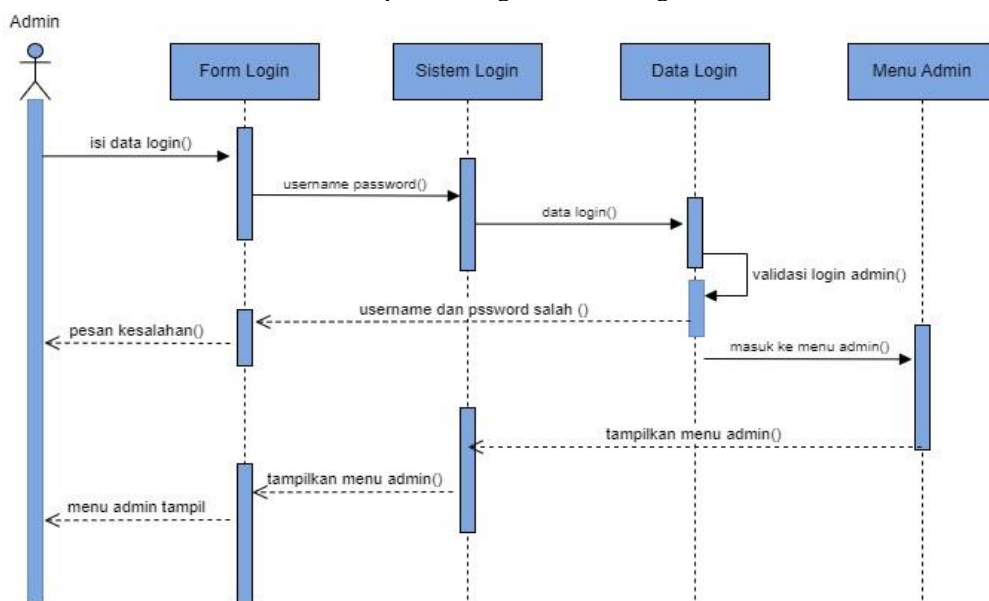 Admin
Form Login
Sistem Login
Data Login
Menu Admin
isi data login()
username password()
data login()
validasi login admin()
username dan pssword salah ()
pesan kesalahan()
masuk ke menu admin()
tampilkan menu admin()
tampilkan menu admin()
menu admin tampil